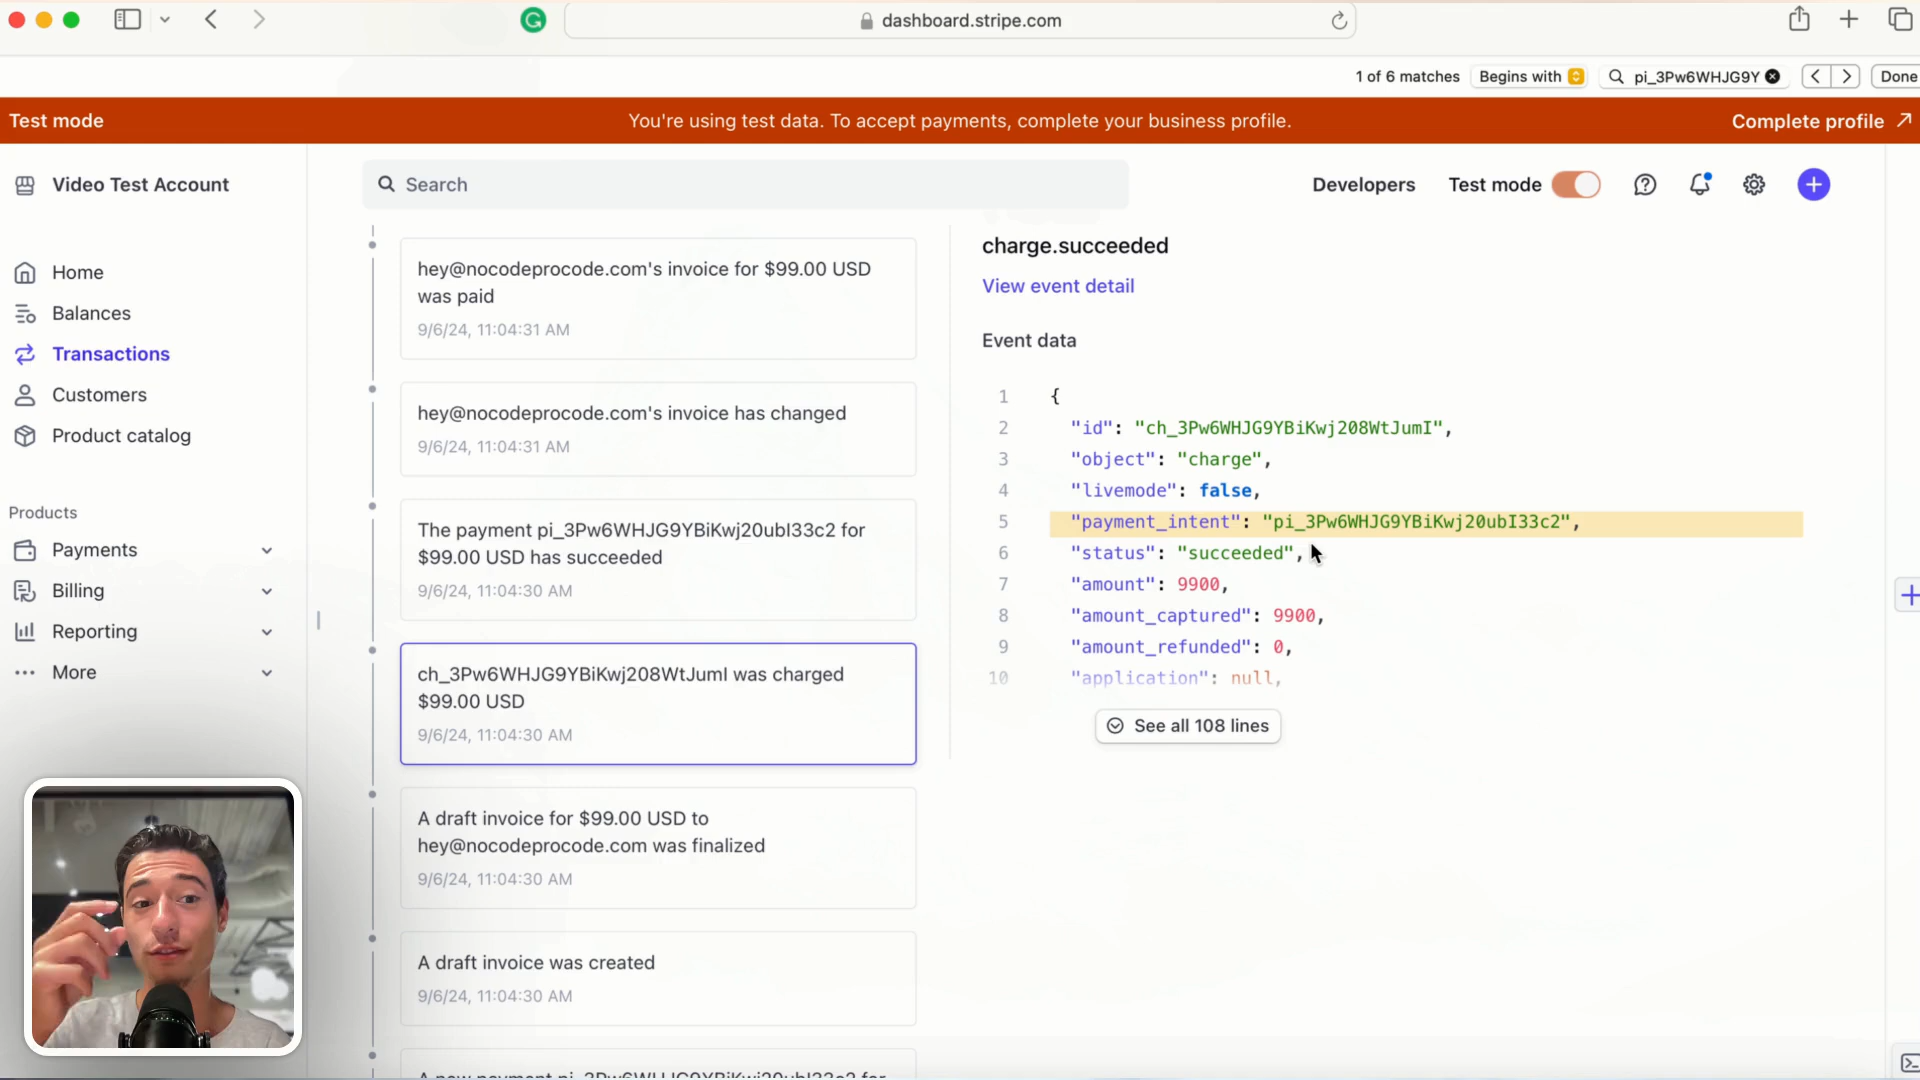 dashboard.stripe.com
1 of 6 matches
Begins with
pi_3Pw6WHJG9Y
Done
Test mode
You're using test data. To accept payments, complete your business profile.
Complete profile
Video Test Account
Search
Developers
Test mode
Home
Balances
Transactions
Customers
Product catalog
Products
Payments
Billing
Reporting
More
hey@nocodeprocode.com's invoice for $99.00 USD
was paid
9/6/24, 11:04:31 AM
hey@nocodeprocode.com's invoice has changed
9/6/24, 11:04:31 AM
The payment pi_3Pw6WHJG9YBiKwj20ubI33c2 for
$99.00 USD has succeeded
9/6/24, 11:04:30 AM
ch_3Pw6WHJG9YBiKwj208WtJumI was charged
$99.00 USD
9/6/24, 11:04:30 AM
A draft invoice for $99.00 USD to
hey@nocodeprocode.com was finalized
9/6/24, 11:04:30 AM
A draft invoice was created
9/6/24, 11:04:30 AM
A new payment pi_3Pw6WHJG9YBiKwj20ubI33c2 for
charge.succeeded
View event detail
Event data
1 {
2 "id": "ch_3Pw6WHJG9YBiKwj208WtJumI",
3 "object": "charge",
4 "livemode": false,
5 "payment_intent": "pi_3Pw6WHJG9YBiKwj20ubI33c2",
6 "status": "succeeded",
7 "amount": 9900,
8 "amount_captured": 9900,
9 "amount_refunded": 0,
10 "application": null,
See all 108 lines